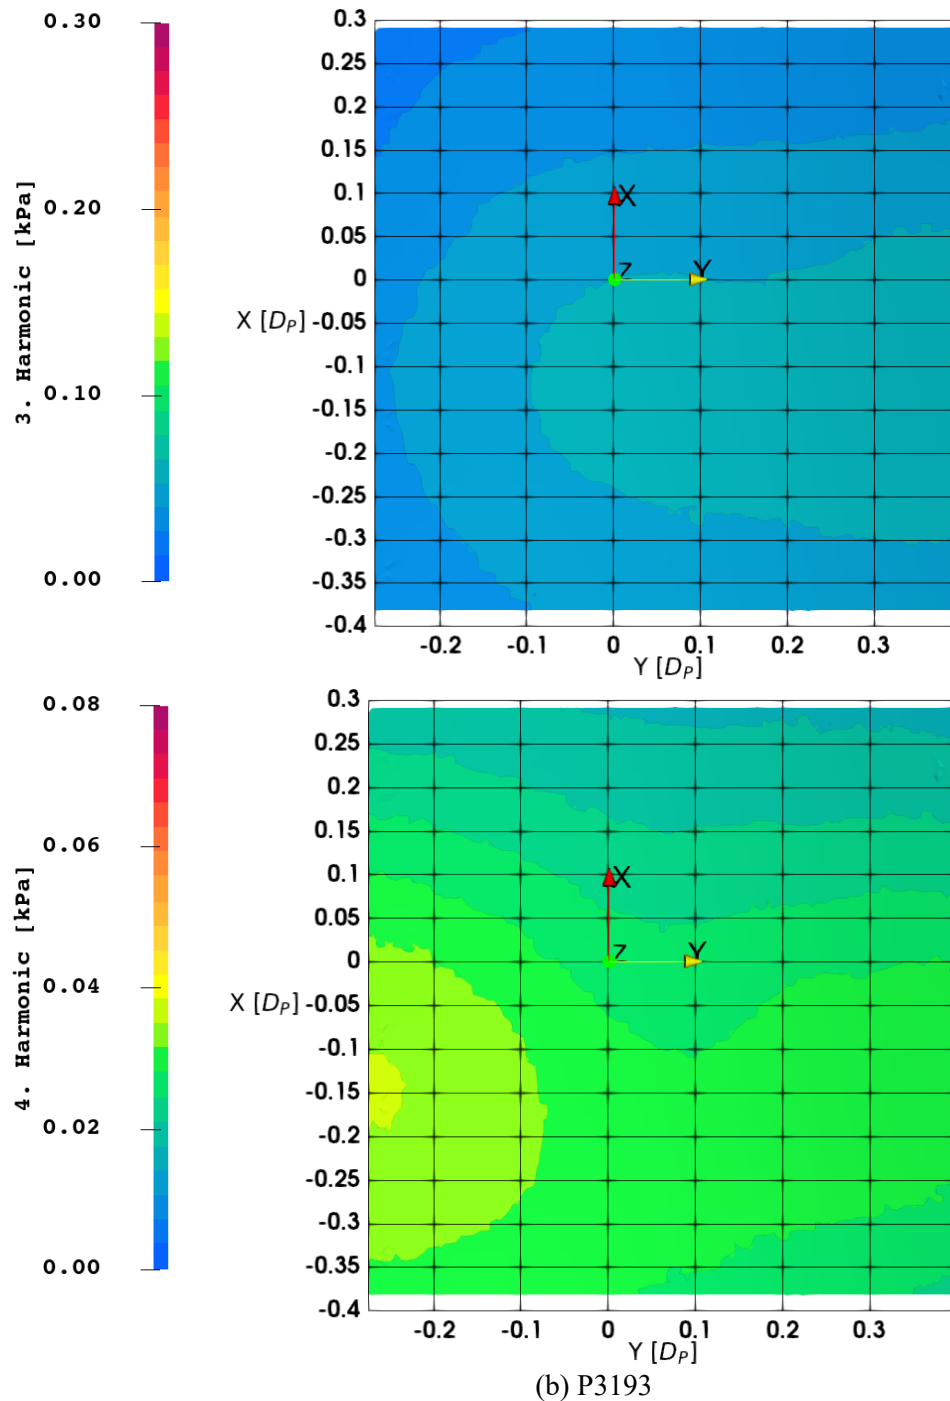 3. Harmonic [kPa]
0.30
0.20
0.10
0.00
X [D_P]
0.3
0.25
0.2
0.15
0.1
0.05
0
-0.05
-0.1
-0.15
-0.2
-0.25
-0.3
-0.35
-0.4
X
Z
Y
-0.2 -0.1 0 0.1 0.2 0.3
Y [D_P]
4. Harmonic [kPa]
0.08
0.06
0.04
0.02
0.00
X [D_P]
0.3
0.25
0.2
0.15
0.1
0.05
0
-0.05
-0.1
-0.15
-0.2
-0.25
-0.3
-0.35
-0.4
X
Z
Y
-0.2 -0.1 0 0.1 0.2 0.3
Y [D_P]
(b) P3193